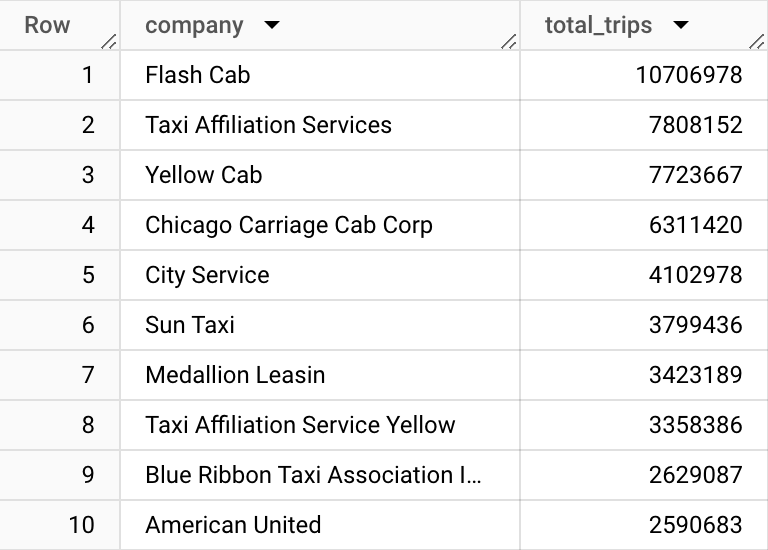 Row company total_trips
1 Flash Cab 10706978
2 Taxi Affiliation Services 7808152
3 Yellow Cab 7723667
4 Chicago Carriage Cab Corp 6311420
5 City Service 4102978
6 Sun Taxi 3799436
7 Medallion Leasin 3423189
8 Taxi Affiliation Service Yellow 3358386
9 Blue Ribbon Taxi Association I... 2629087
10 American United 2590683